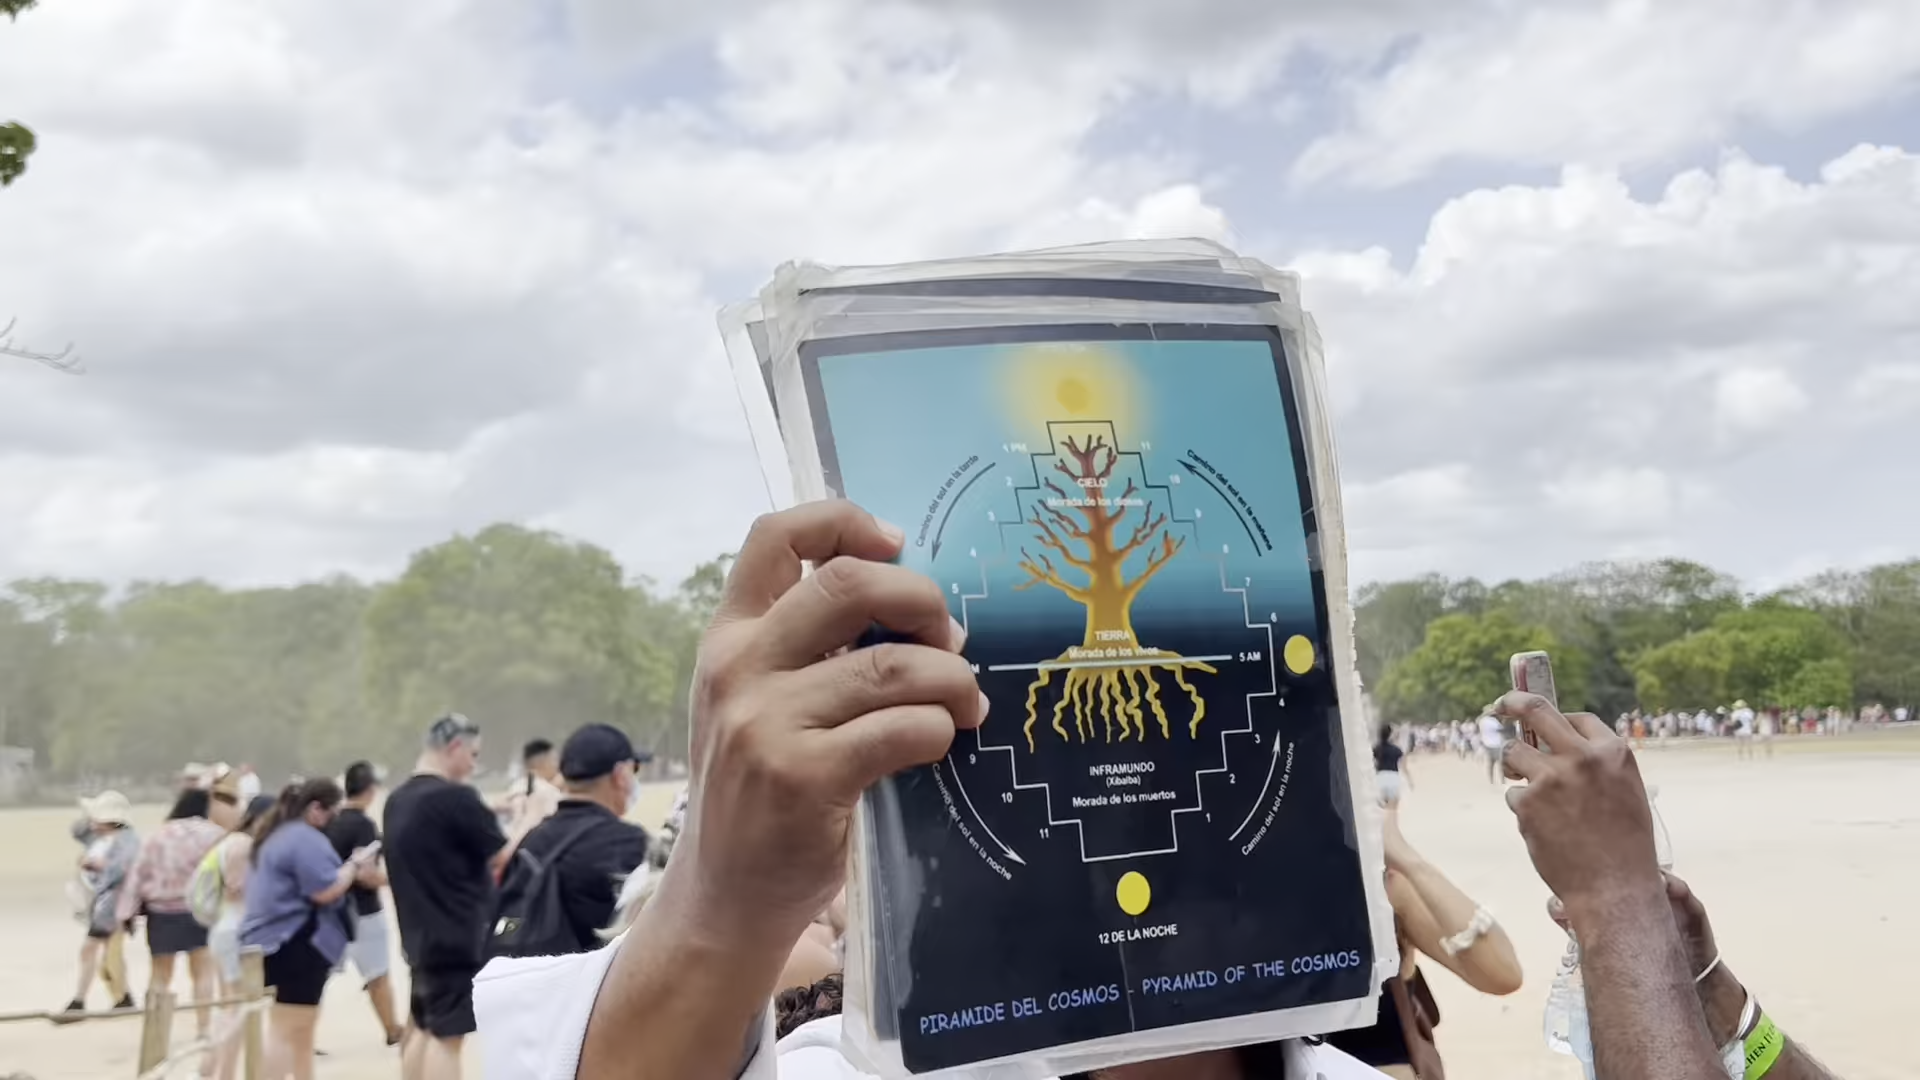 1 PM
11
2
CIELO
10
Morada de los dioses
3
9
Camino del sol en la tarde
Camino del sol en la mañana
4
8
5
7
6
TIERRA
Morada de los vivos
M
5 AM
4
3
9
INFRAMUNDO
(Xibalba)
2
10
Morada de los muertos
1
11
Camino del sol en la noche
Camino del sol en la noche
12 DE LA NOCHE
PIRAMIDE DEL COSMOS - PYRAMID OF THE COSMOS